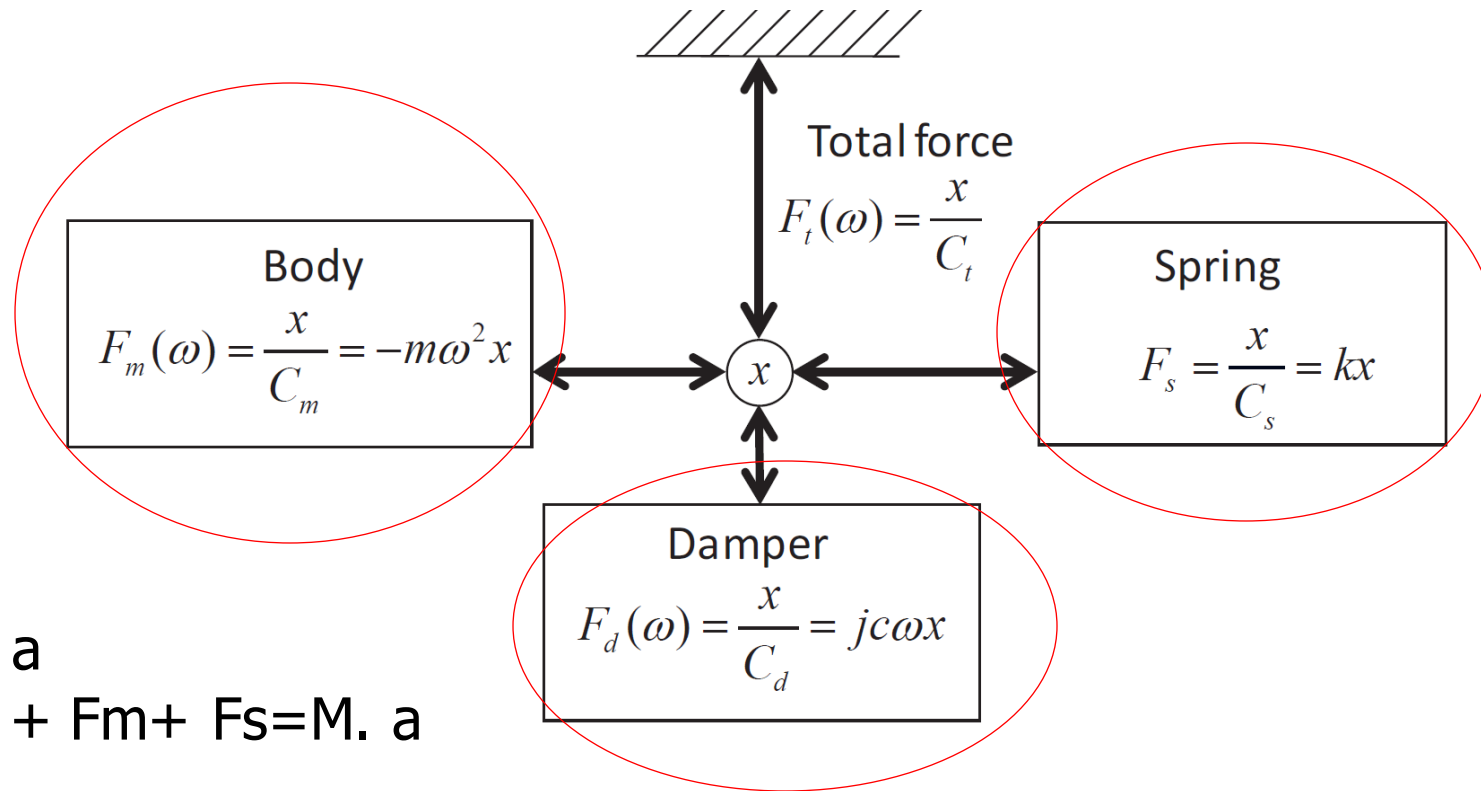 Total force
F_t(ω) = x / C_t
Body
F_m(ω) = x / C_m = −mω²x
x
Spring
F_s = x / C_s = kx
Damper
F_d(ω) = x / C_d = jcωx
a
+ Fm+ Fs=M. a